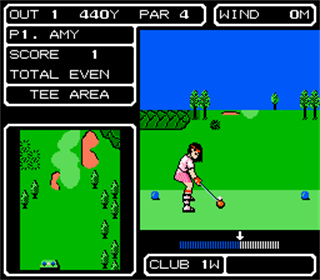 OUT 1 440Y PAR 4
WIND 0M
P1. AMY
SCORE 1
TOTAL EVEN
TEE AREA
CLUB 1W